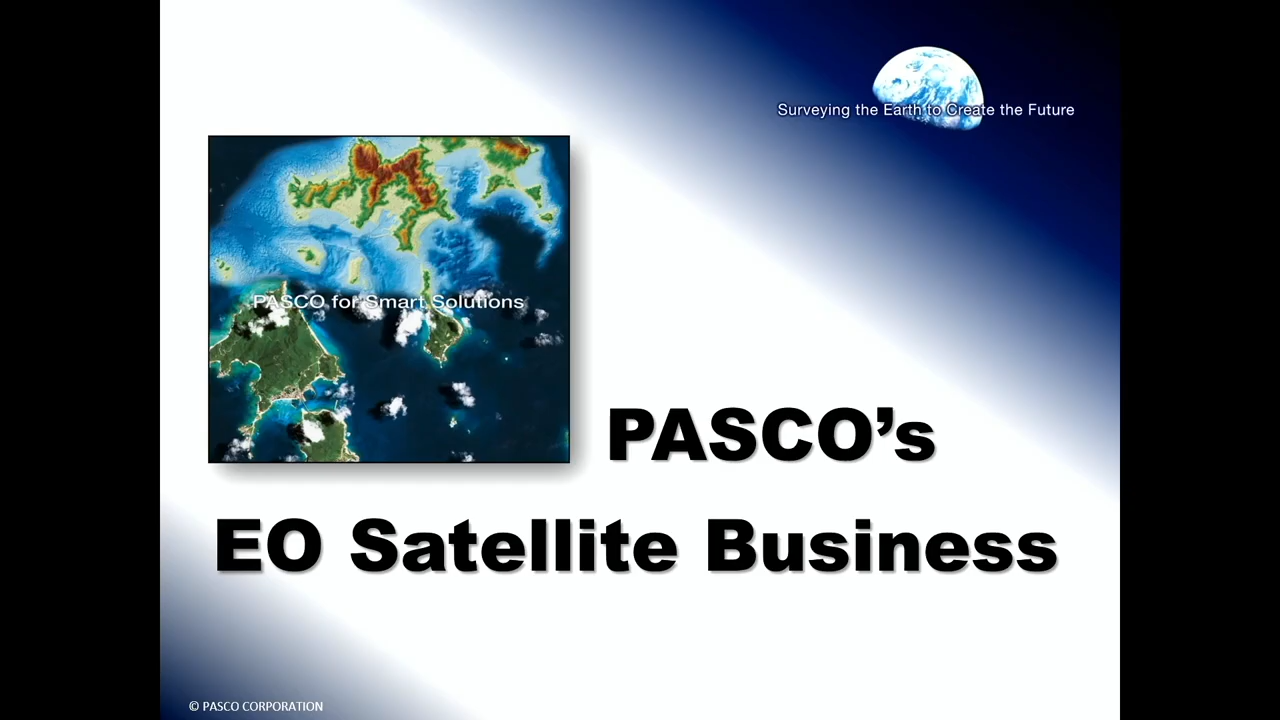 Surveying the Earth to Create the Future
PASCO for Smart Solutions
PASCO’s
EO Satellite Business
© PASCO CORPORATION